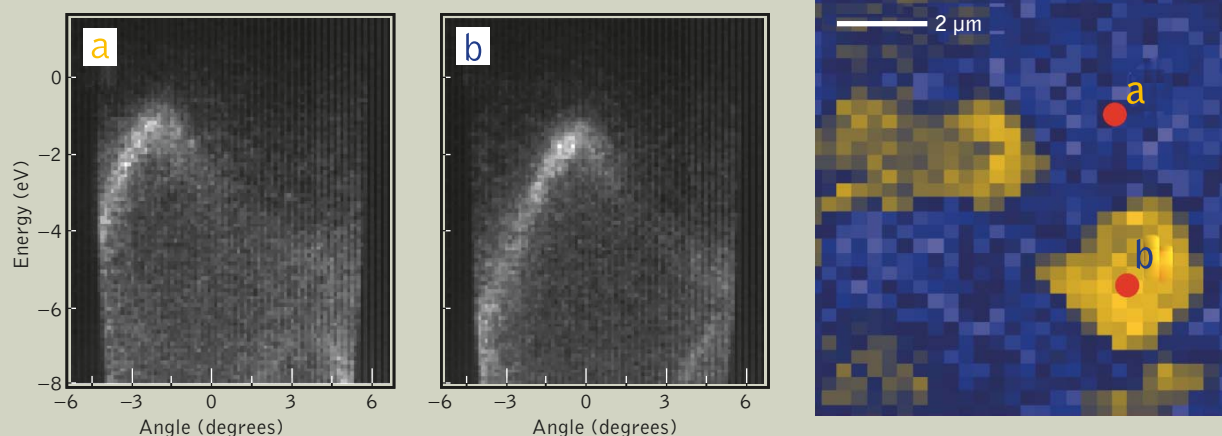 a
0
−2
−4
−6
−8
Energy (eV)
−6 −3 0 3 6
Angle (degrees)
b
−6 −3 0 3 6
Angle (degrees)
2 μm
a
b